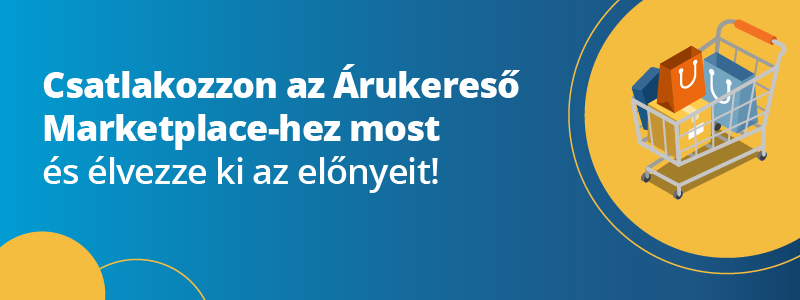 Csatlakozzon az Árukereső
Marketplace-hez most
és élvezze ki az előnyeit!